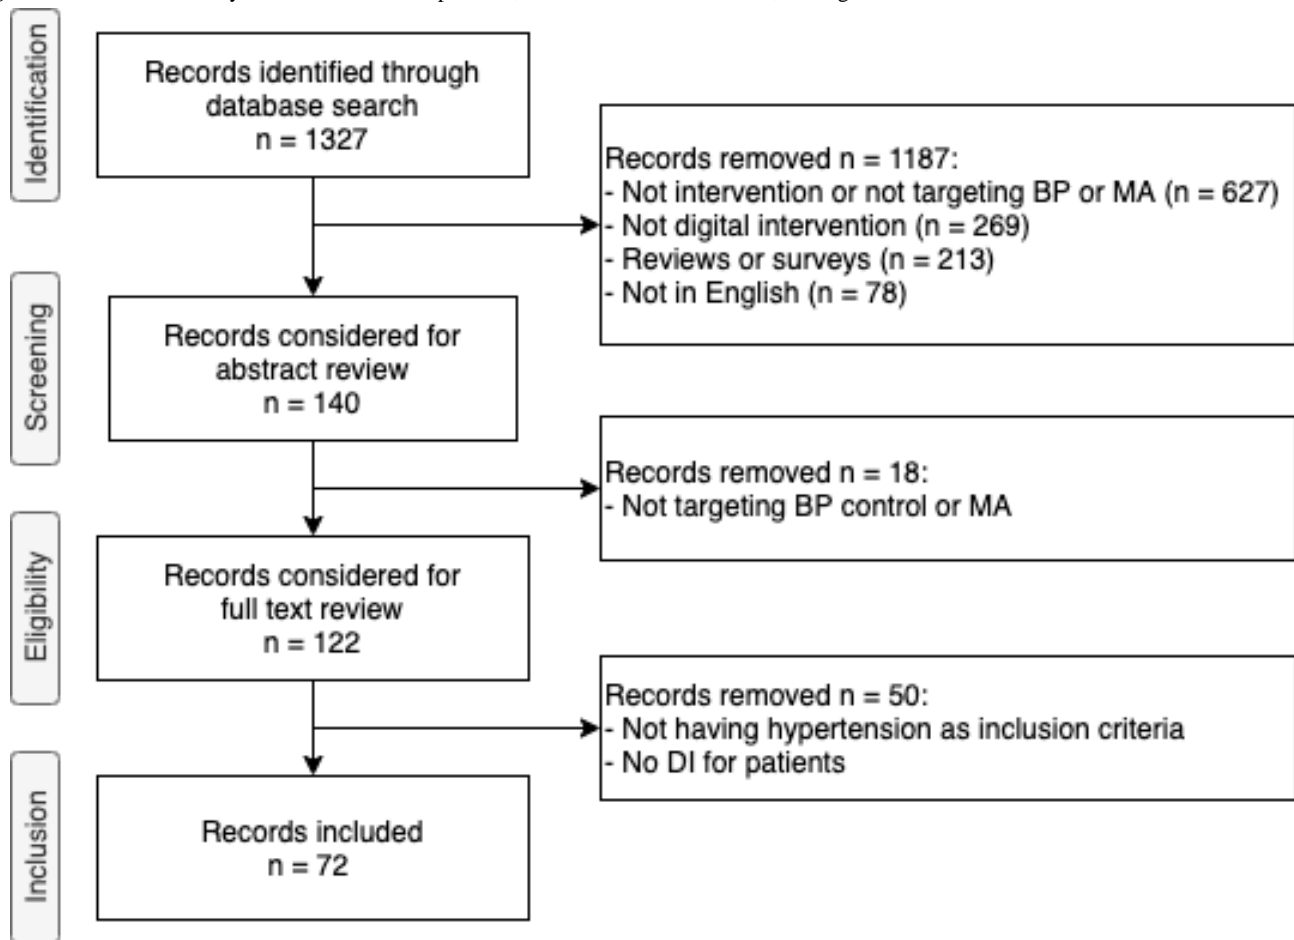 Identification
Records identified through
database search
n = 1327
Records removed n = 1187:
- Not intervention or not targeting BP or MA (n = 627)
- Not digital intervention (n = 269)
- Reviews or surveys (n = 213)
- Not in English (n = 78)
Screening
Records considered for
abstract review
n = 140
Records removed n = 18:
- Not targeting BP control or MA
Eligibility
Records considered for
full text review
n = 122
Records removed n = 50:
- Not having hypertension as inclusion criteria
- No DI for patients
Inclusion
Records included
n = 72